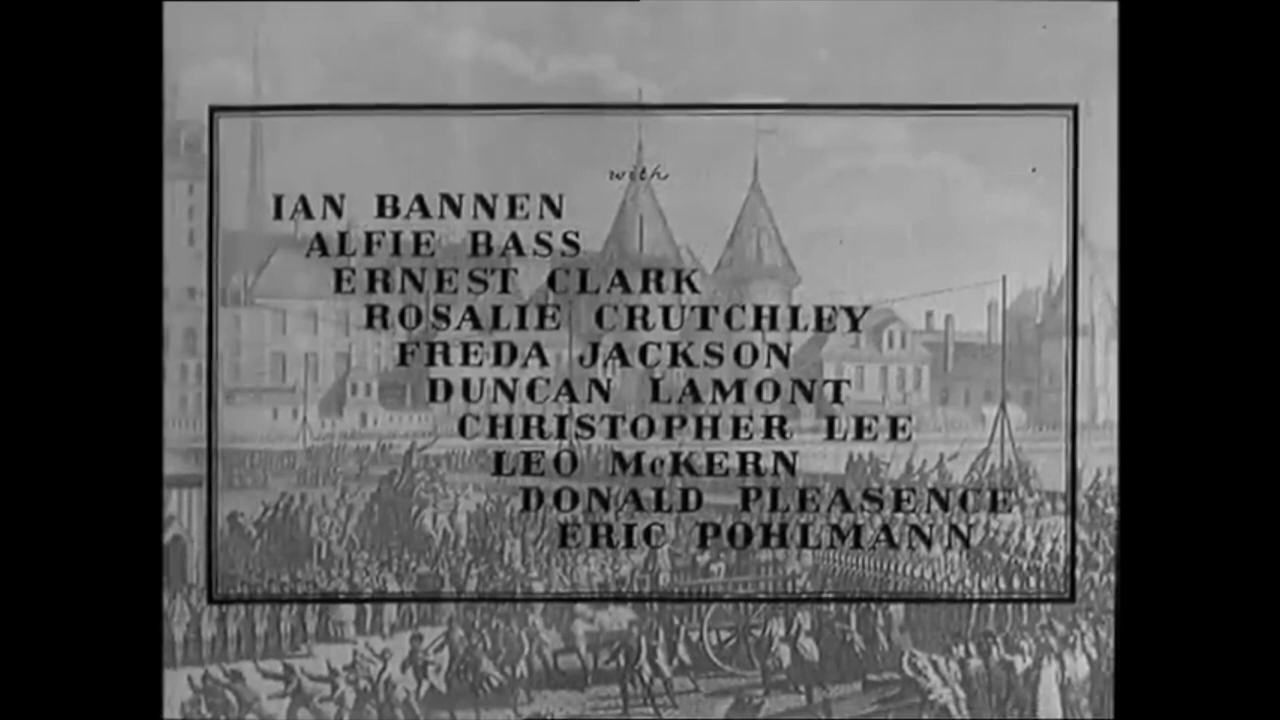 with
IAN BANNEN
ALFIE BASS
ERNEST CLARK
ROSALIE CRUTCHLEY
FREDA JACKSON
DUNCAN LAMONT
CHRISTOPHER LEE
LEO McKERN
DONALD PLEASENCE
ERIC POHLMANN